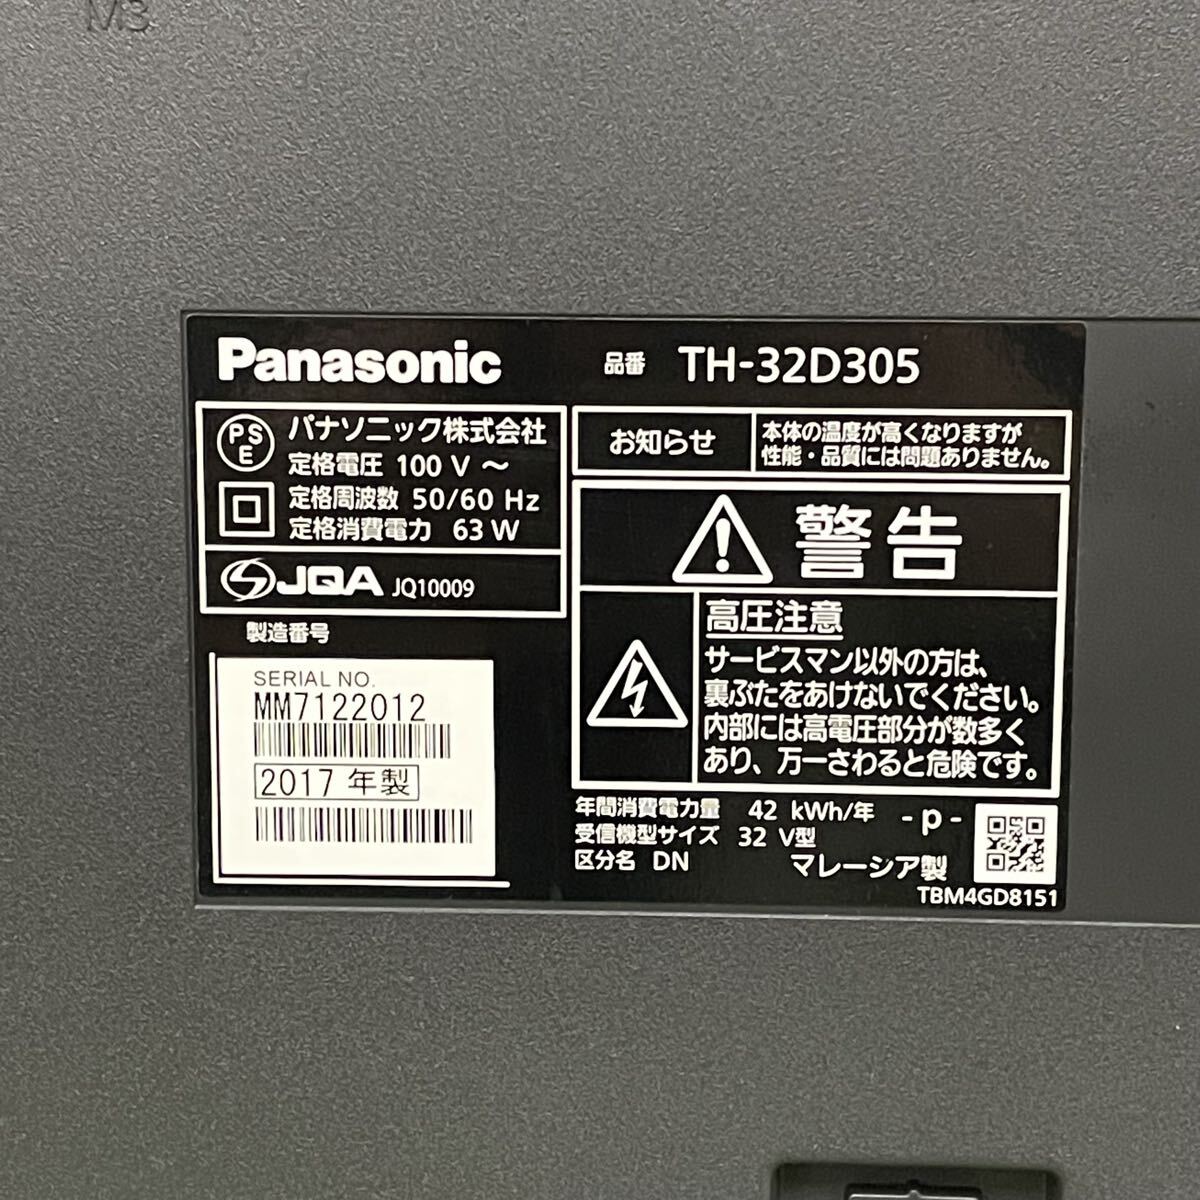 M3
Panasonic
品番 TH-32D305
PS
E
パナソニック株式会社
定格電圧 100 V ～
定格周波数 50/60 Hz
定格消費電力 63 W
JQA JQ10009
製造番号
SERIAL NO.
MM7122012
2017 年製
お知らせ
本体の温度が高くなりますが
性能・品質には問題ありません。
警告
高圧注意
サービスマン以外の方は、
裏ぶたをあけないでください。
内部には高電圧部分が数多く
あり、万一さわると危険です。
年間消費電力量 42 kWh/年
受信機型サイズ 32 V型
区分名 DN
- p -
マレーシア製
TBM4GD8151